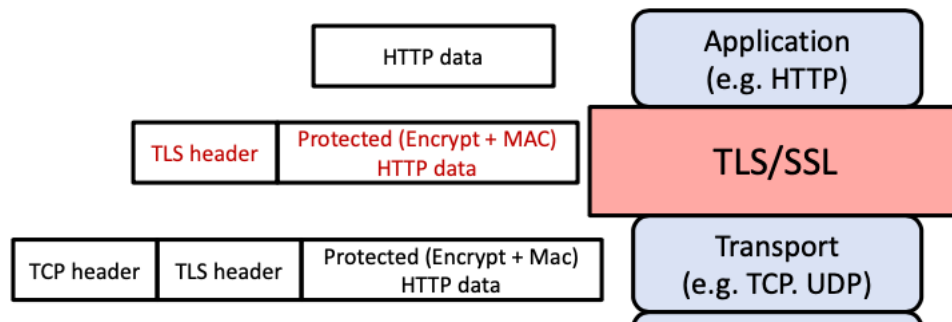 HTTP data
Application
(e.g. HTTP)
TLS header
Protected (Encrypt + MAC)
HTTP data
TLS/SSL
TCP header
TLS header
Protected (Encrypt + Mac)
HTTP data
Transport
(e.g. TCP. UDP)